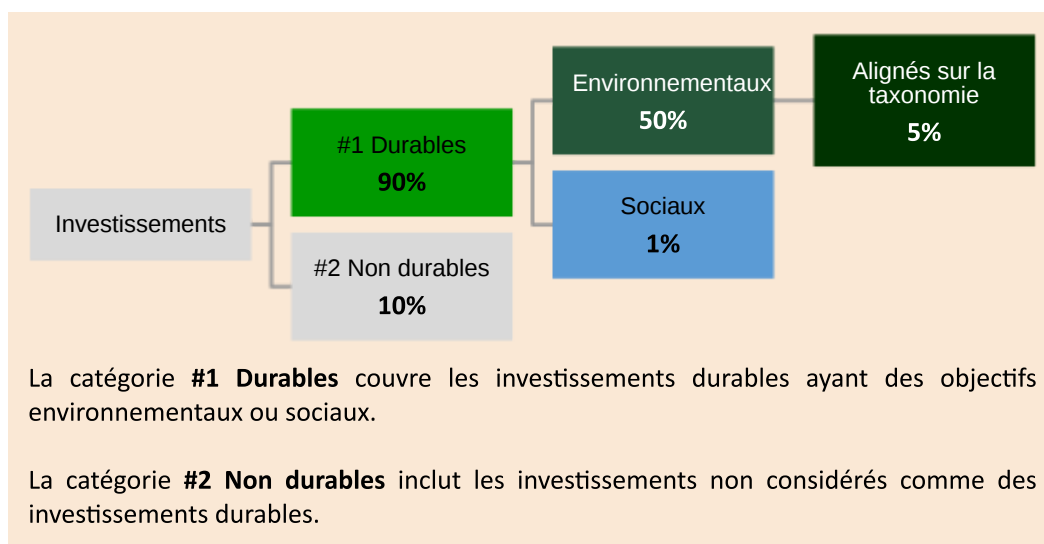 Investissements
#1 Durables
90%
#2 Non durables
10%
Environnementaux
50%
Sociaux
1%
Alignés sur la
taxonomie
5%
La catégorie #1 Durables couvre les investissements durables ayant des objectifs
environnementaux ou sociaux.
La catégorie #2 Non durables inclut les investissements non considérés comme des
investissements durables.